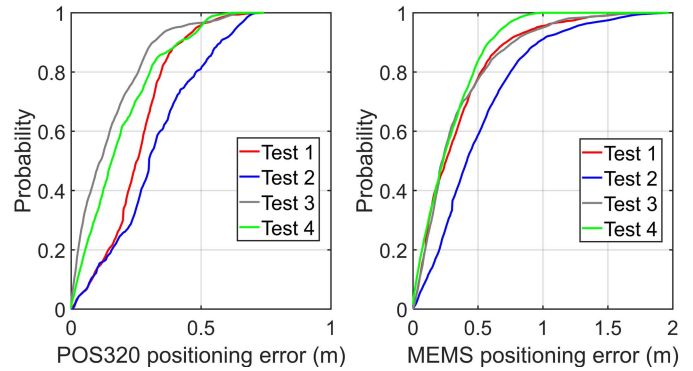 Probability
1
0.8
0.6
0.4
0.2
0
0
0.5
1
POS320 positioning error (m)
Test 1
Test 2
Test 3
Test 4
Probability
1
0.8
0.6
0.4
0.2
0
0
0.5
1
1.5
2
MEMS positioning error (m)
Test 1
Test 2
Test 3
Test 4